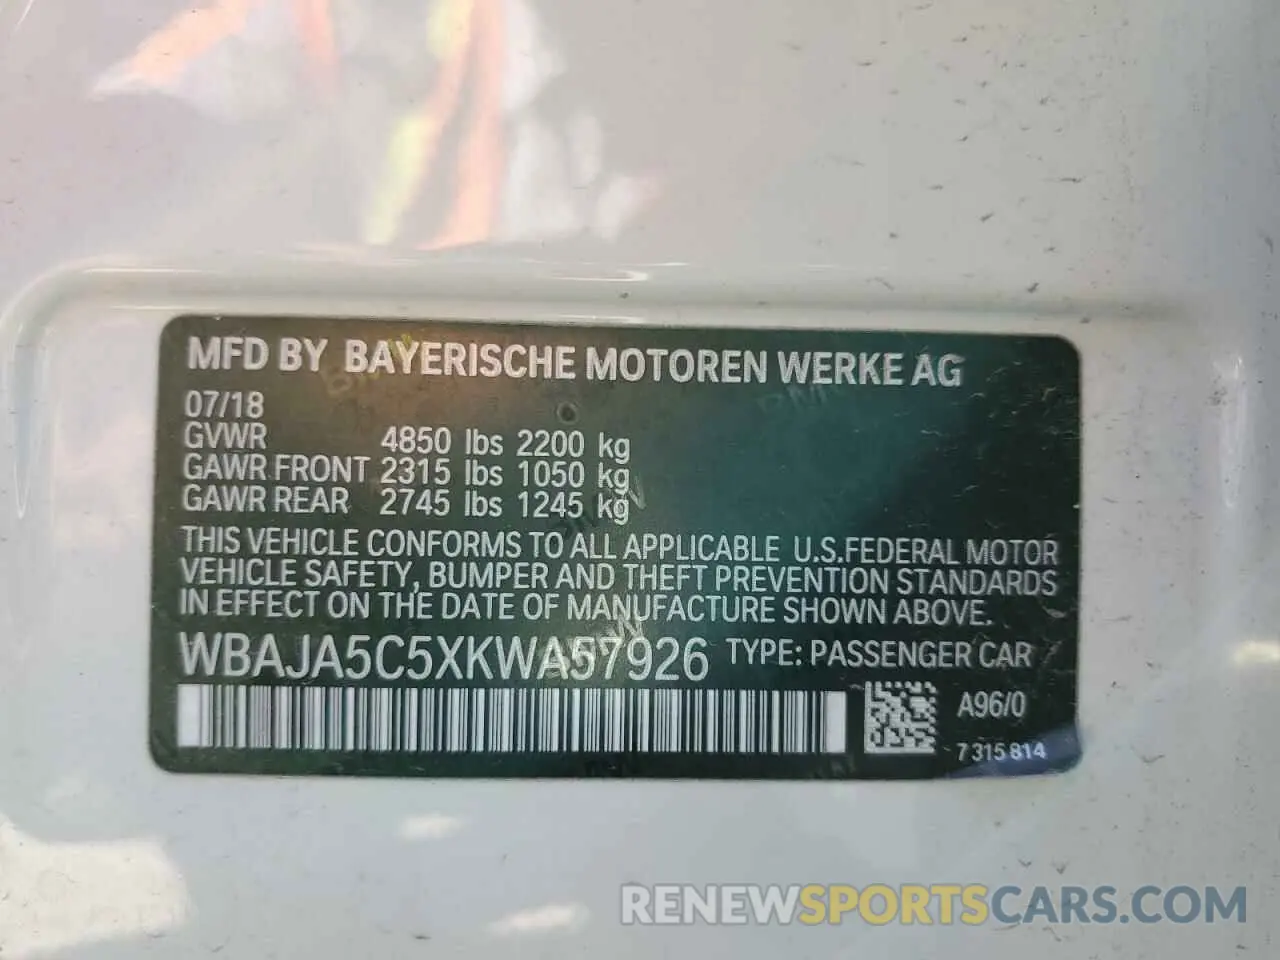 MFD BY BAYERISCHE MOTOREN WERKE AG
07/18
GVWR 4850 lbs 2200 kg
GAWR FRONT 2315 lbs 1050 kg
GAWR REAR 2745 lbs 1245 kg
THIS VEHICLE CONFORMS TO ALL APPLICABLE U.S.FEDERAL MOTOR
VEHICLE SAFETY, BUMPER AND THEFT PREVENTION STANDARDS
IN EFFECT ON THE DATE OF MANUFACTURE SHOWN ABOVE.
WBAJA5C5XKWA57926 TYPE: PASSENGER CAR
A96/0
7315814
RENEWSPORTSCARS.COM